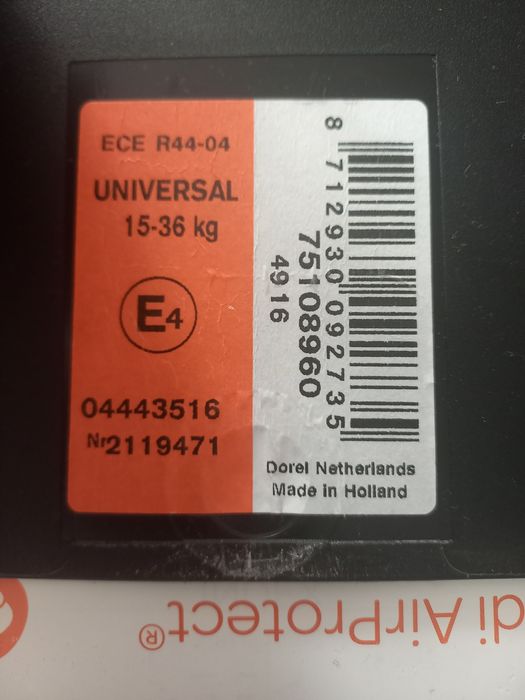 ECE R44-04
UNIVERSAL
15-36 kg
E4
04443516
Nr2119471
8 712930 092735
75108960
4916
Dorel Netherlands
Made in Holland
di AirProtect®